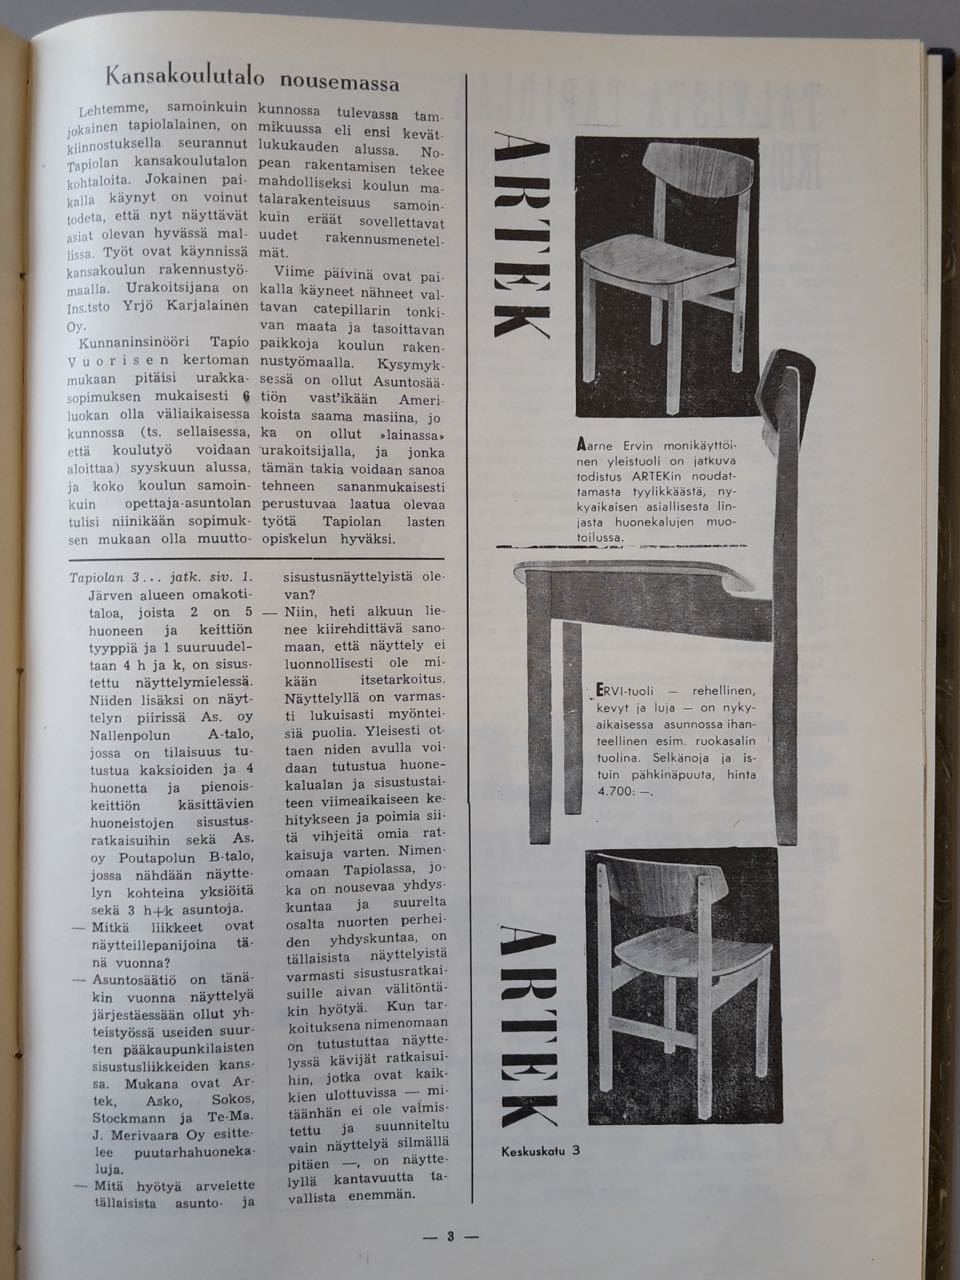 Kansakoulutalo nousemassa
Lehtemme, samoinkuin
jokainen tapiolalainen, on
kiinnostuksella seurannut
Tapiolan kansakoulutalon
kohtaloita. Jokainen pai-
kalla käynyt on voinut
todeta, että nyt näyttävät
asiat olevan hyvässä mal-
lissa. Työt ovat käynnissä
kansakoulun rakennustyö-
maalla. Urakoitsijana on
Ins.tsto Yrjö Karjalainen
Oy.
Kunnaninsinööri Tapio
Vuorisen kertoman
mukaan pitäisi urakka-
sopimuksen mukaisesti 6
luokan olla väliaikaisessa
kunnossa (ts. sellaisessa,
että koulutyö voidaan
aloittaa) syyskuun alussa,
ja koko koulun samoin-
kuin opettaja-asuntolan
tulisi niinikään sopimuk-
sen mukaan olla muutto-
kunnossa tulevassa tam-
mikuussa eli ensi kevät-
lukukauden alussa. No-
pean rakentamisen tekee
mahdolliseksi koulun ma-
talarakenteisuus samoin-
kuin eräät sovellettavat
uudet rakennusmenetel-
mät.
Viime päivinä ovat pai-
kalla käyneet nähneet val-
tavan catepillarin tonki-
van maata ja tasoittavan
paikkoja koulun raken-
nustyömaalla. Kysymyk-
sessä on ollut Asuntosää-
tiön vast'ikään Ameri-
koista saama masiina, jo
ka on ollut »lainassa»
urakoitsijalla, ja jonka
tämän takia voidaan sanoa
tehneen sananmukaisesti
perustuvaa laatua olevaa
työtä Tapiolan lasten
opiskelun hyväksi.
Tapiolan 3... jatk. siv. 1.
Järven alueen omakoti-
taloa, joista 2 on 5
huoneen ja keittiön
tyyppiä ja 1 suuruudel-
taan 4 h ja k, on sisus-
tettu näyttelymielessä.
Niiden lisäksi on näyt-
telyn piirissä As. oy
Nallenpolun A-talo,
jossa on tilaisuus tu-
tustua kaksioiden ja 4
huonetta ja pienois-
keittiön käsittävien
huoneistojen sisustus-
ratkaisuihin sekä As.
oy Poutapolun B-talo,
jossa nähdään näytte-
lyn kohteina yksiöitä
sekä 3 h+k asuntoja.
— Mitkä liikkeet ovat
näytteillepanijoina tä-
nä vuonna?
— Asuntosäätiö on tänä-
kin vuonna näyttelyä
järjestäessään ollut yh-
teistyössä useiden suur-
ten pääkaupunkilaisten
sisustusliikkeiden kans-
sa. Mukana ovat Ar-
tek, Asko, Sokos,
Stockmann ja Te-Ma.
J. Merivaara Oy esitte-
lee puutarhahuoneka-
luja.
— Mitä hyötyä arvelette
tällaisista asunto- ja
sisustusnäyttelyistä ole-
van?
— Niin, heti alkuun lie-
nee kiirehdittävä sano-
maan, että näyttely ei
luonnollisesti ole mi-
kään itsetarkoitus.
Näyttelyllä on varmas-
ti lukuisasti myöntei-
siä puolia. Yleisesti ot-
taen niden avulla voi-
daan tutustua huone-
kalualan ja sisustustai-
teen viimeaikaiseen ke-
hitykseen ja poimia sii-
tä vihjeitä omia rat-
kaisuja varten. Nimen-
omaan Tapiolassa, jo-
ka on nousevaa yhdys-
kuntaa ja suurelta
osalta nuorten perhei-
den yhdyskuntaa, on
tällaisista näyttelyistä
varmasti sisustusratkai-
suille aivan välitöntä-
kin hyötyä. Kun tar-
koituksena nimenomaan
on tutustuttaa näytte-
lyssä kävijät ratkaisui-
hin, jotka ovat kaik-
kien ulottuvissa — mi-
täänhän ei ole valmis-
tettu ja suunniteltu
vain näyttelyä silmällä
pitäen —, on näytte-
lyllä kantavuutta ta-
vallista enemmän.
ARTEK
Aarne Ervin monikäyttöi-
nen yleistuoli on jatkuva
todistus ARTEKin noudat-
tamasta tyylikkäästä, ny-
kyaikaisen asiallisesta lin-
jasta huonekalujen muo-
toilussa.
ERVI-tuoli — rehellinen,
kevyt ja luja — on nyky-
aikaisessa asunnossa ihan-
teellinen esim. ruokasalin
tuolina. Selkänoja ja is-
tuin pähkinäpuuta, hinta
4.700: —.
ARTEK
Keskuskatu 3
— 3 —